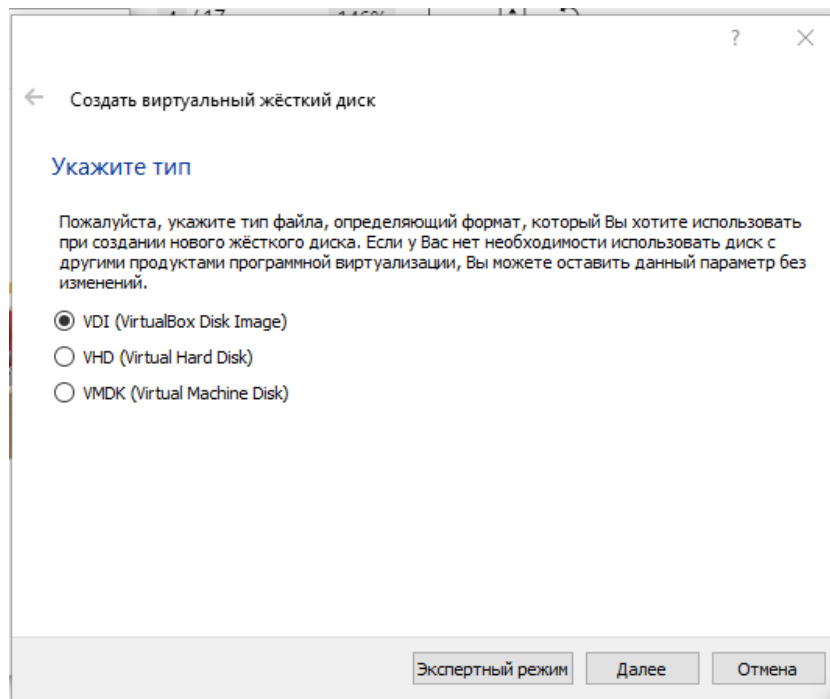 ?
Создать виртуальный жёсткий диск
Укажите тип
Пожалуйста, укажите тип файла, определяющий формат, который Вы хотите использовать
при создании нового жёсткого диска. Если у Вас нет необходимости использовать диск с
другими продуктами программной виртуализации, Вы можете оставить данный параметр без
изменений.
VDI (VirtualBox Disk Image)
VHD (Virtual Hard Disk)
VMDK (Virtual Machine Disk)
Экспертный режим Далее Отмена